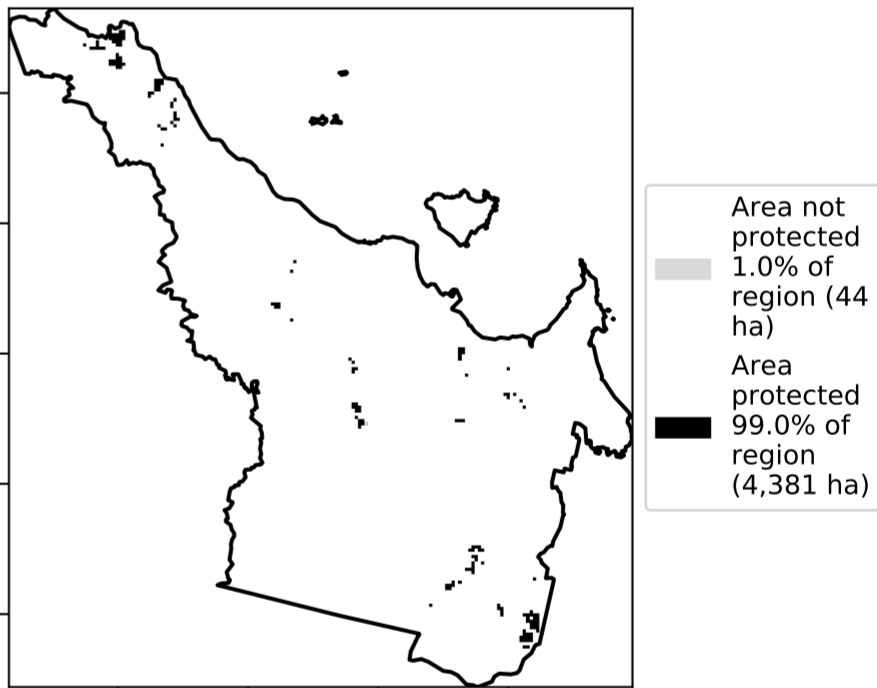 Area not
protected
1.0% of
region (44
ha)
Area
protected
99.0% of
region
(4,381 ha)